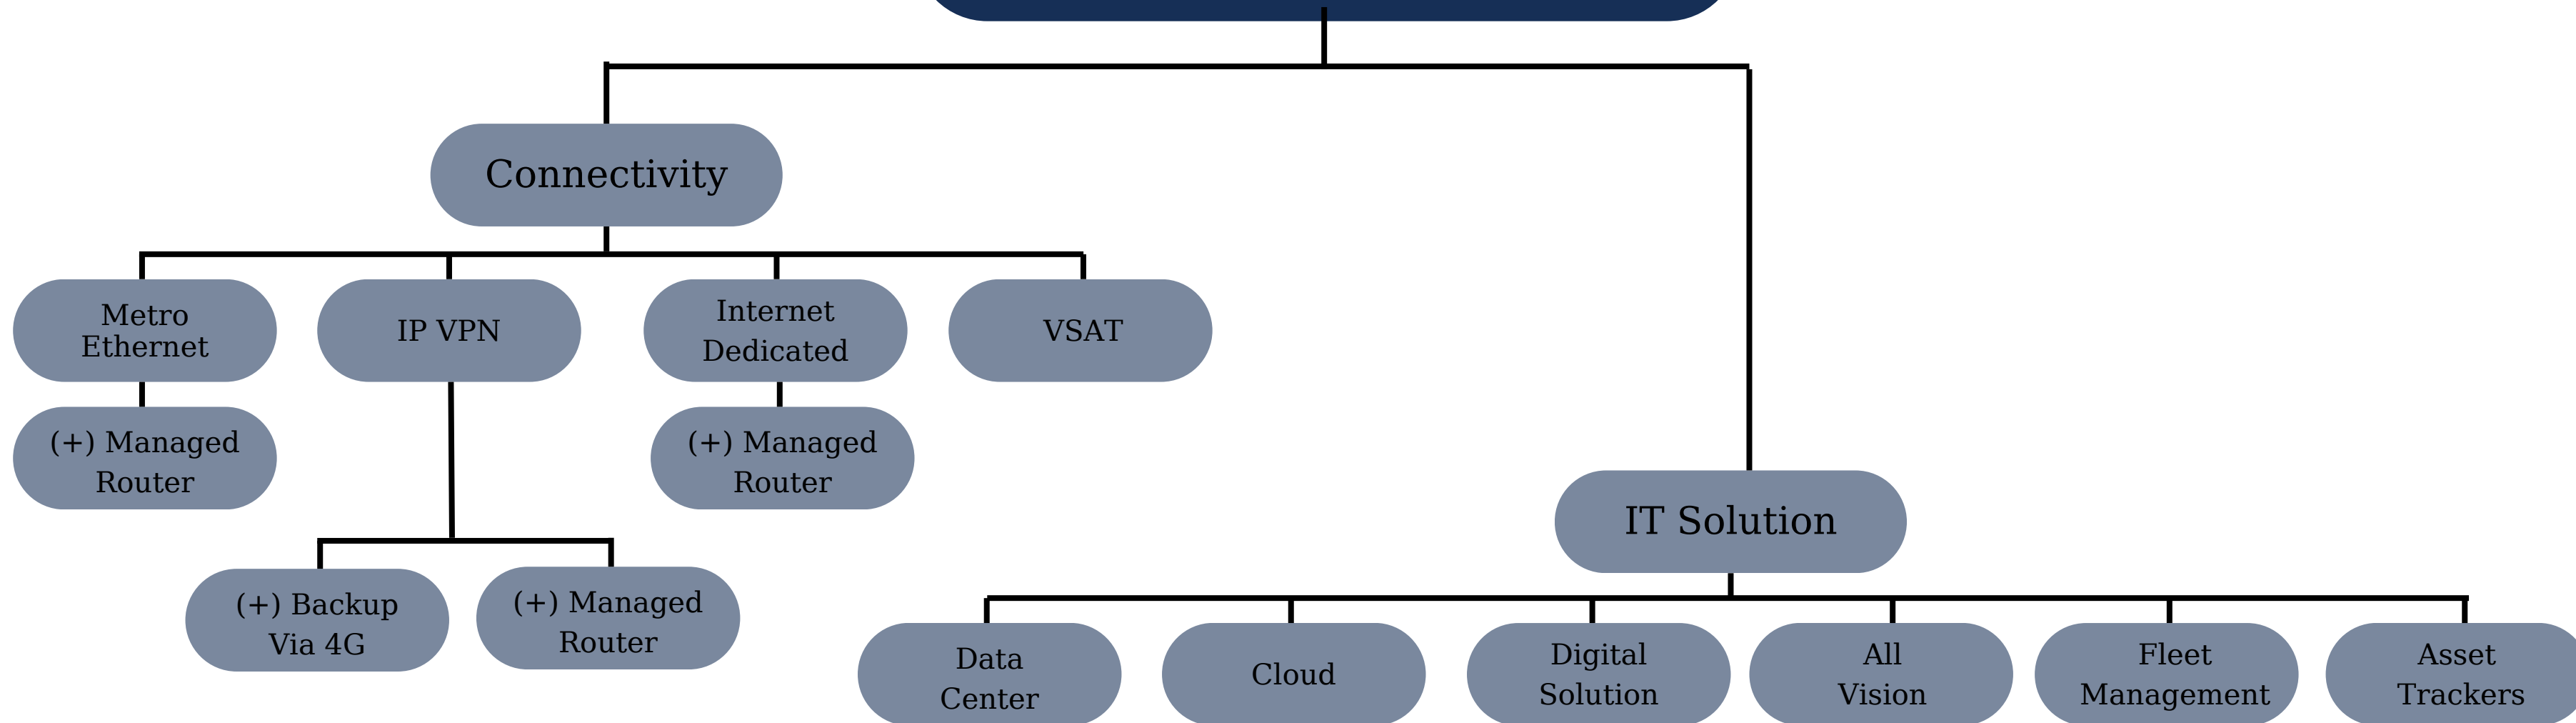 Connectivity
Metro
Ethernet
IP VPN
Internet
Dedicated
VSAT
(+) Managed
Router
(+) Managed
Router
IT Solution
(+) Backup
Via 4G
(+) Managed
Router
Data
Center
Cloud
Digital
Solution
All
Vision
Fleet
Management
Asset
Trackers